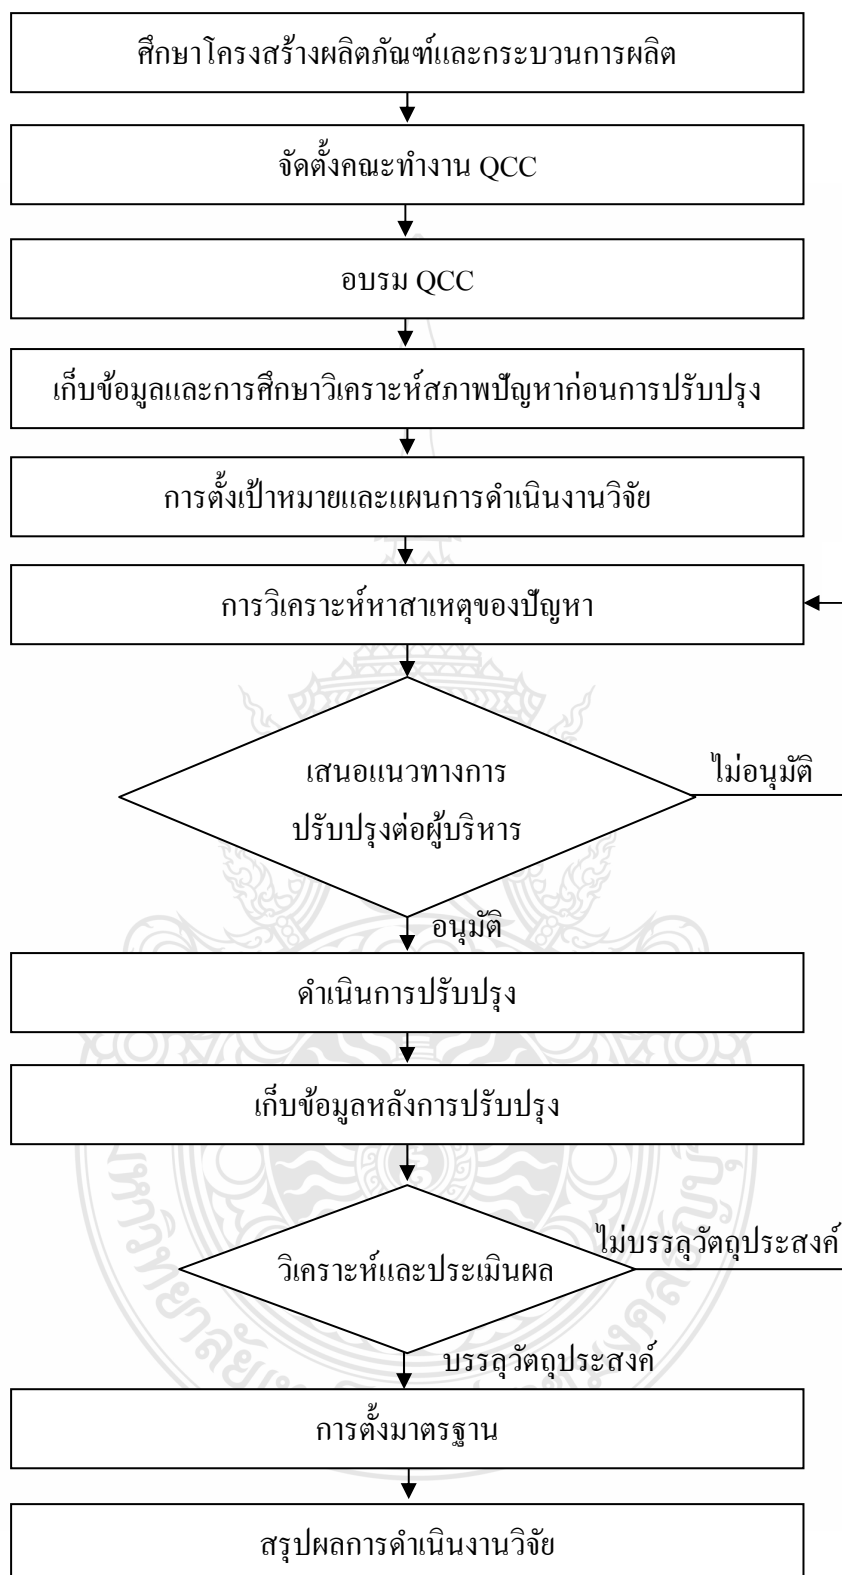 ศึกษาโครงสร้างผลิตภัณฑ์และกระบวนการผลิต
จัดตั้งคณะทำงาน QCC
อบรม QCC
เก็บข้อมูลและการศึกษาวิเคราะห์สภาพปัญหาก่อนการปรับปรุง
การตั้งเป้าหมายและแผนการดำเนินงานวิจัย
การวิเคราะห์หาสาเหตุของปัญหา
เสนอแนวทางการ
ปรับปรุงต่อผู้บริหาร
ไม่อนุมัติ
อนุมัติ
ดำเนินการปรับปรุง
เก็บข้อมูลหลังการปรับปรุง
วิเคราะห์และประเมินผล
ไม่บรรลุวัตถุประสงค์
บรรลุวัตถุประสงค์
การตั้งมาตรฐาน
สรุปผลการดำเนินงานวิจัย